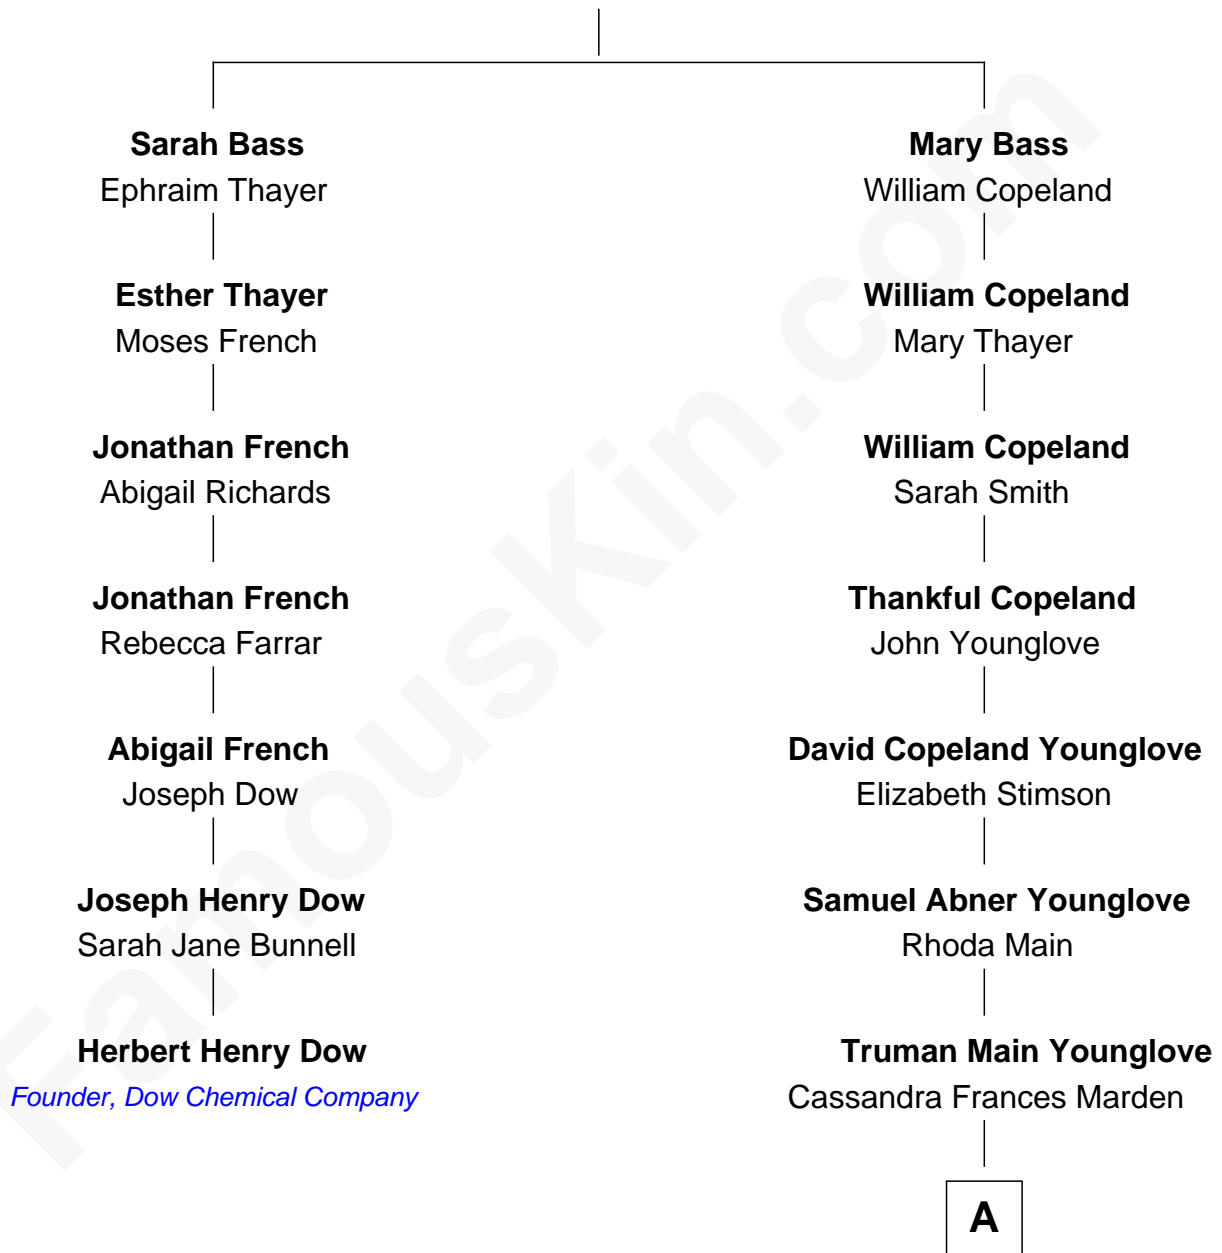 Sarah Bass
Ephraim Thayer
Esther Thayer
Moses French
Jonathan French
Abigail Richards
Jonathan French
Rebecca Farrar
Abigail French
Joseph Dow
Joseph Henry Dow
Sarah Jane Bunnell
Herbert Henry Dow
Founder, Dow Chemical Company
Mary Bass
William Copeland
William Copeland
Mary Thayer
William Copeland
Sarah Smith
Thankful Copeland
John Younglove
David Copeland Younglove
Elizabeth Stimson
Samuel Abner Younglove
Rhoda Main
Truman Main Younglove
Cassandra Frances Marden
A
FamousKin.com